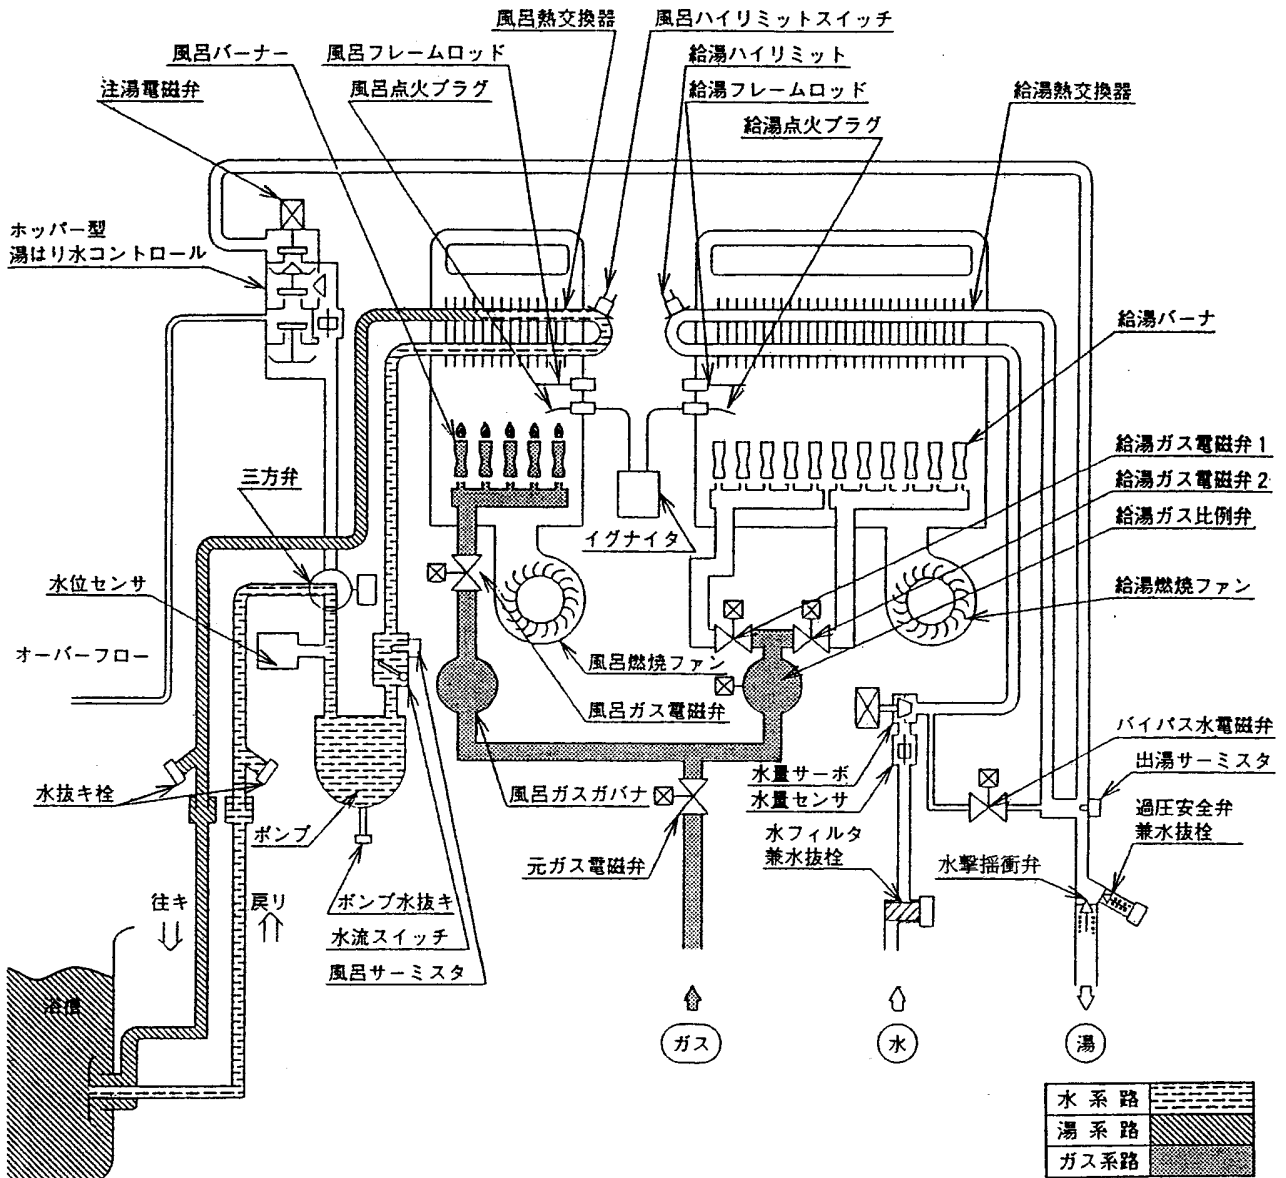 風呂熱交換器
風呂ハイリミットスイッチ
風呂バーナー
風呂フレームロッド
給湯ハイリミット
注湯電磁弁
風呂点火プラグ
給湯フレームロッド
給湯熱交換器
給湯点火プラグ
ホッパー型
湯はり水コントロール
給湯バーナ
給湯ガス電磁弁1
三方弁
給湯ガス電磁弁2
給湯ガス比例弁
イグナイタ
水位センサ
給湯燃焼ファン
オーバーフロー
風呂燃焼ファン
風呂ガス電磁弁
バイパス水電磁弁
出湯サーミスタ
水抜キ栓
風呂ガスガバナ
水量サーボ
水量センサ
過圧安全弁
兼水抜栓
ポンプ
水フィルタ
兼水抜栓
元ガス電磁弁
水撃揺衝弁
往キ
戻リ
ポンプ水抜キ
水流スイッチ
風呂サーミスタ
浴槽
ガス
水
湯
水系路
湯系路
ガス系路